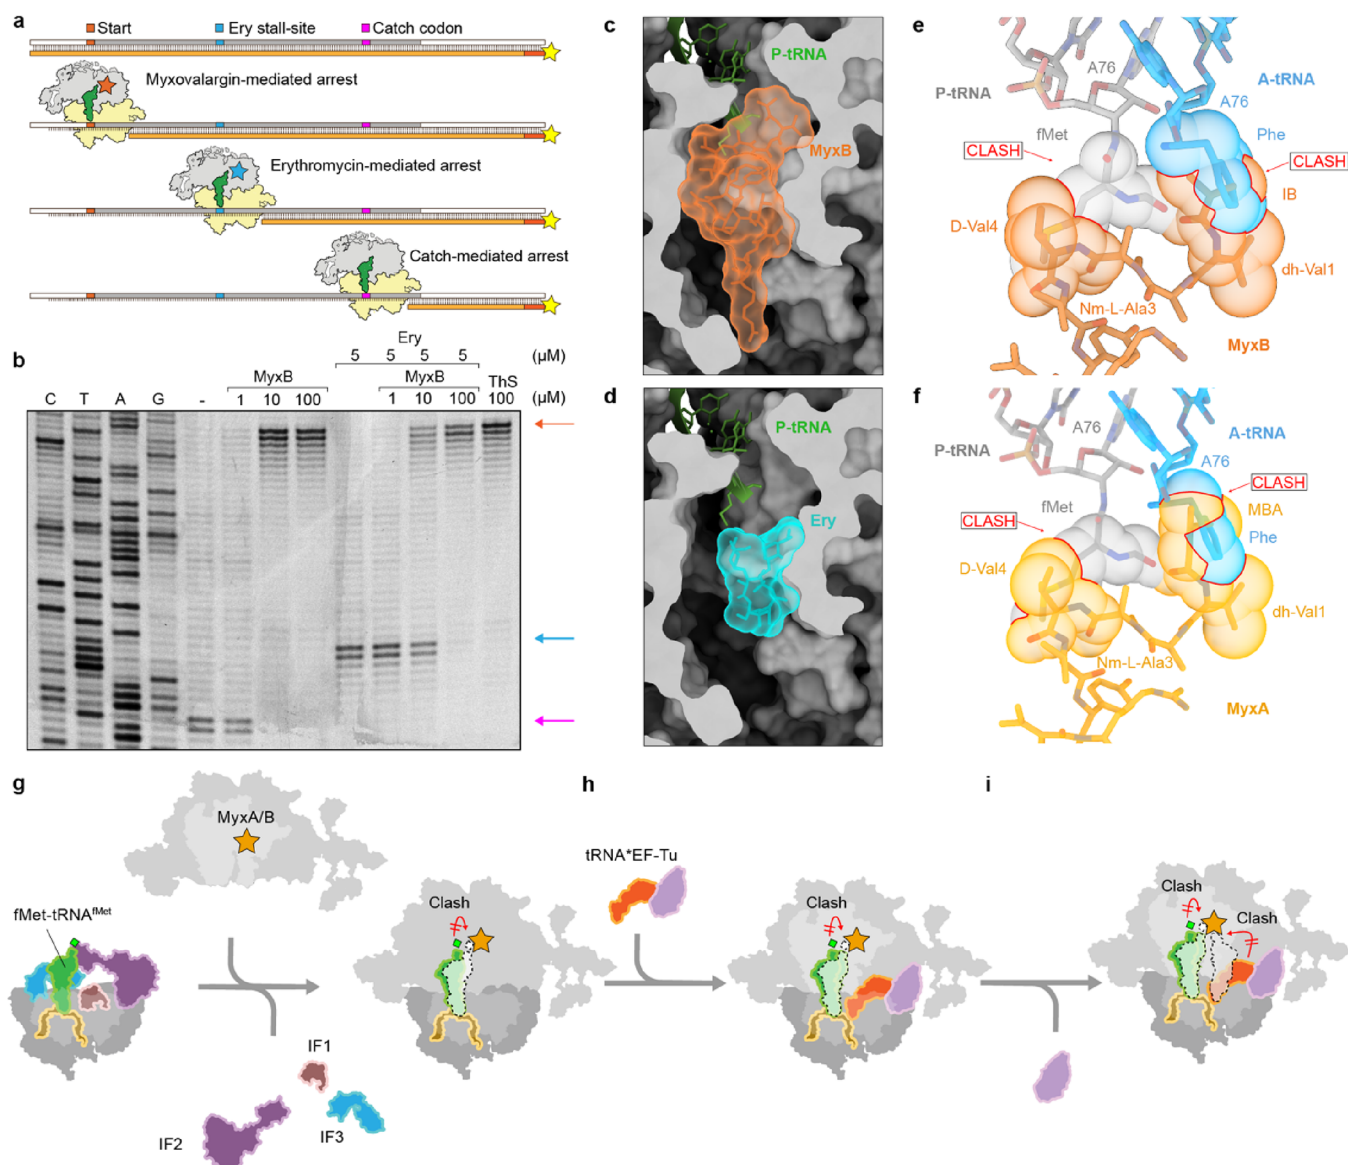 a
Start
Ery stall-site
Catch codon
Myxovalargin-mediated arrest
Erythromycin-mediated arrest
Catch-mediated arrest
b
Ery
5 5 5 5 (µM)
MyxB MyxB ThS
C T A G - 1 10 100 1 10 100 100 (µM)
c
P-tRNA
MyxB
d
P-tRNA
Ery
e
A76
P-tRNA
A-tRNA
A76
fMet
Phe
CLASH
CLASH
IB
D-Val4
dh-Val1
Nm-L-Ala3
MyxB
f
A76
P-tRNA
A-tRNA
A76
CLASH
fMet
MBA
CLASH
Phe
D-Val4
dh-Val1
Nm-L-Ala3
MyxA
g
MyxA/B
fMet-tRNAfMet
Clash
IF1
IF2
IF3
h
tRNA*EF-Tu
Clash
i
Clash
Clash